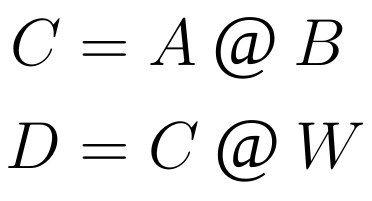 C = A @ B
D = C @ W